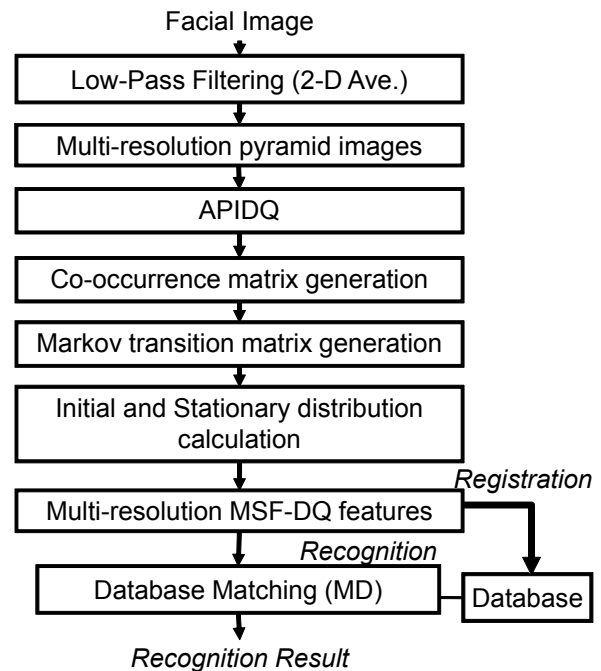 Facial Image
Low-Pass Filtering (2-D Ave.)
Multi-resolution pyramid images
APIDQ
Co-occurrence matrix generation
Markov transition matrix generation
Initial and Stationary distribution
calculation
Registration
Multi-resolution MSF-DQ features
Recognition
Database Matching (MD)
Database
Recognition Result